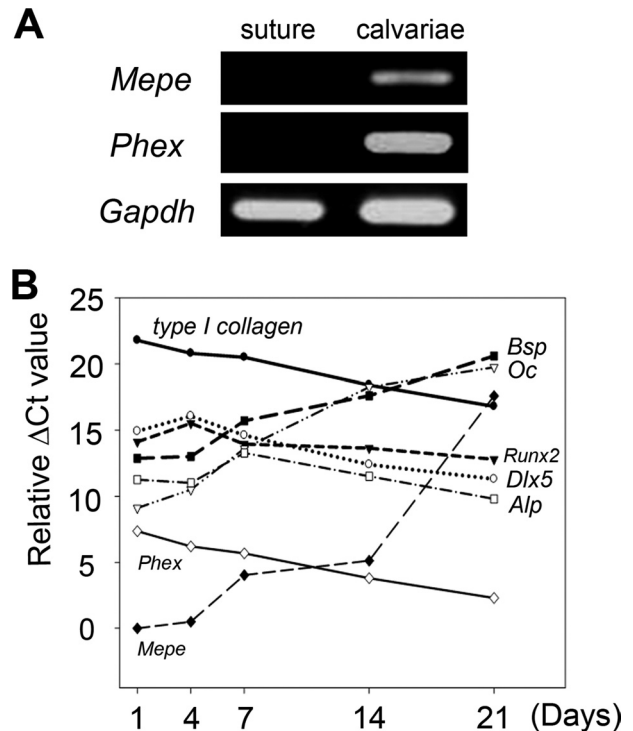 A
suture calvariae
Mepe
Phex
Gapdh
B
Relative ΔCt value
25
20
15
10
5
0
type I collagen
Bsp
Oc
Runx2
Dlx5
Alp
Phex
Mepe
1 4 7 14 21 (Days)